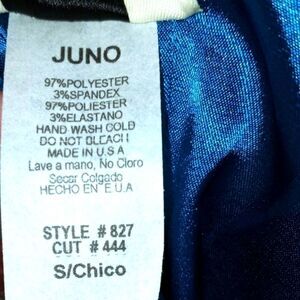 JUNO
97%POLYESTER
3%SPANDEX
97%POLIESTER
3%ELASTANO
HAND WASH COLD
DO NOT BLEACH
MADE IN U.S.A
Lave a mano, No Cloro
Secar Colgado
HECHO EN E.U.A
STYLE # 827
CUT # 444
S/Chico